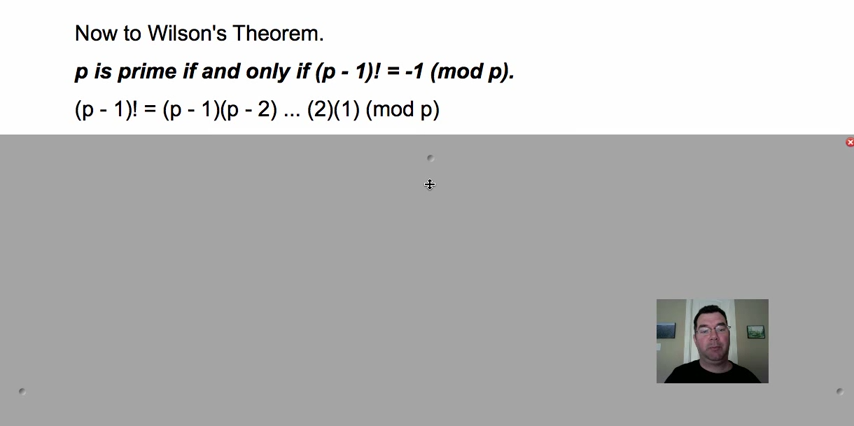 Now to Wilson's Theorem.
p is prime if and only if (p - 1)! = -1 (mod p).
(p - 1)! = (p - 1)(p - 2) ... (2)(1) (mod p)